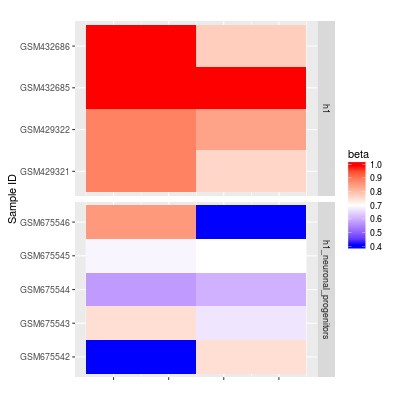 GSM432686
GSM432685
GSM429322
GSM429321
h1
GSM675546
GSM675545
GSM675544
GSM675543
GSM675542
h1_neuronal_progenitors
Sample ID
beta
1.0
0.9
0.8
0.7
0.6
0.5
0.4